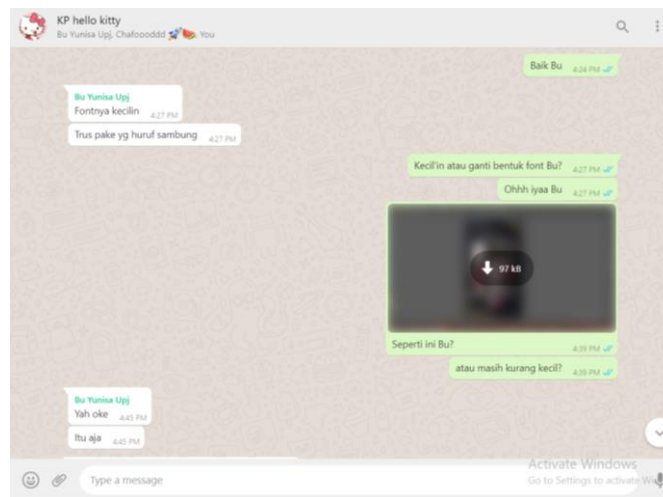 KP hello kitty
Bu Yunisa Upj, Chafoooddd 🚀🍉, You
Baik Bu 4:24 PM
Bu Yunisa Upj
Fontnya kecilin 4:27 PM
Trus pake yg huruf sambung 4:27 PM
Kecil'in atau ganti bentuk font Bu? 4:27 PM
Ohhh iyaa Bu 4:27 PM
97 kB
Seperti ini Bu? 4:39 PM
atau masih kurang kecil? 4:39 PM
Bu Yunisa Upj
Yah oke 4:45 PM
Itu aja 4:45 PM
Activate Windows
Type a message
Go to Settings to activate